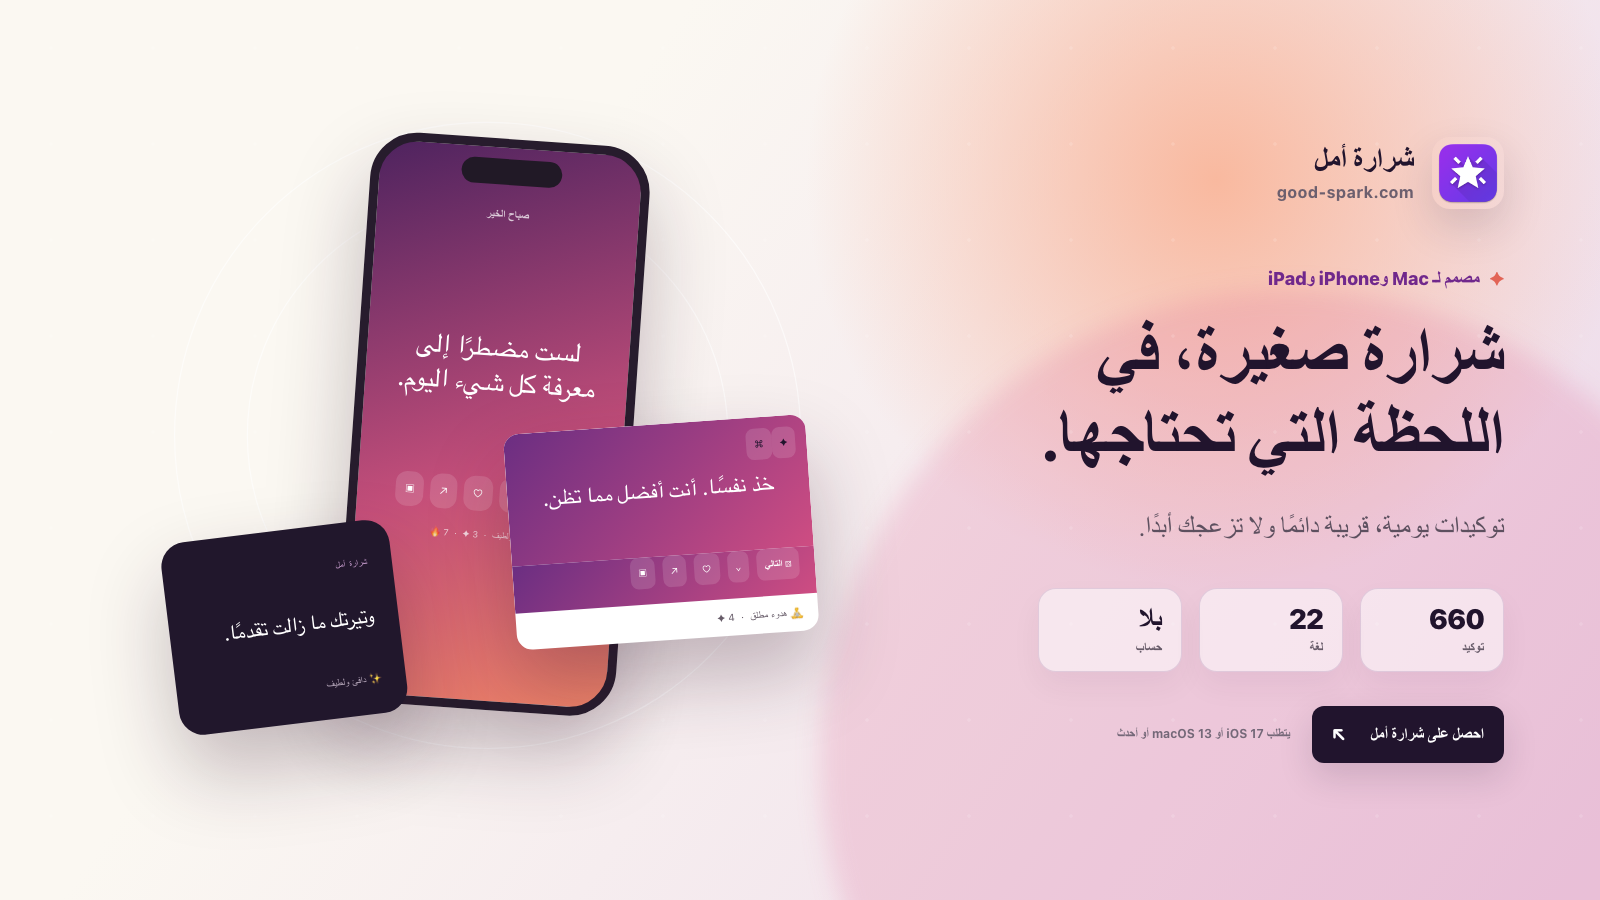 شرارة أمل
good-spark.com
مصمم لـ Mac وiPhone وiPad
شرارة صغيرة، في
اللحظة التي تحتاجها.
توكيدات يومية، قريبة دائمًا ولا تزعجك أبدًا.
660
توكيد
22
لغة
بلا
حساب
احصل على شرارة أمل
يتطلب iOS 17 أو macOS 13 أو أحدث
صباح الخير
لست مضطرًا إلى
معرفة كل شيء اليوم.
7 · 3 ·
خذ نفسًا. أنت أفضل مما تظن.
التالي
هدوء مطلق · 4
شرارة أمل
وتيرتك ما زالت تقدمًا.
دافئ ولطيف